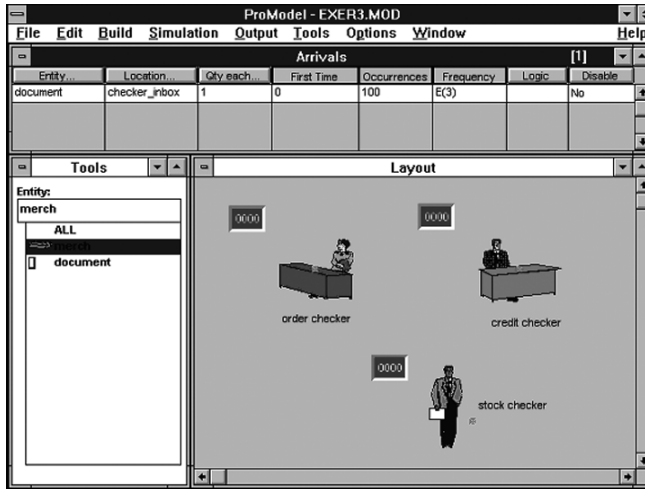 ProModel - EXER3.MOD
File Edit Build Simulation Output Tools Options Window Help
Arrivals [1]
Entity... Location... Qty each... First Time Occurrences Frequency Logic Disable
document checker_inbox 1 0 100 E(3) No
Tools
Layout
Entity:
merch
ALL
merch
document
0000
0000
order checker
credit checker
0000
stock checker